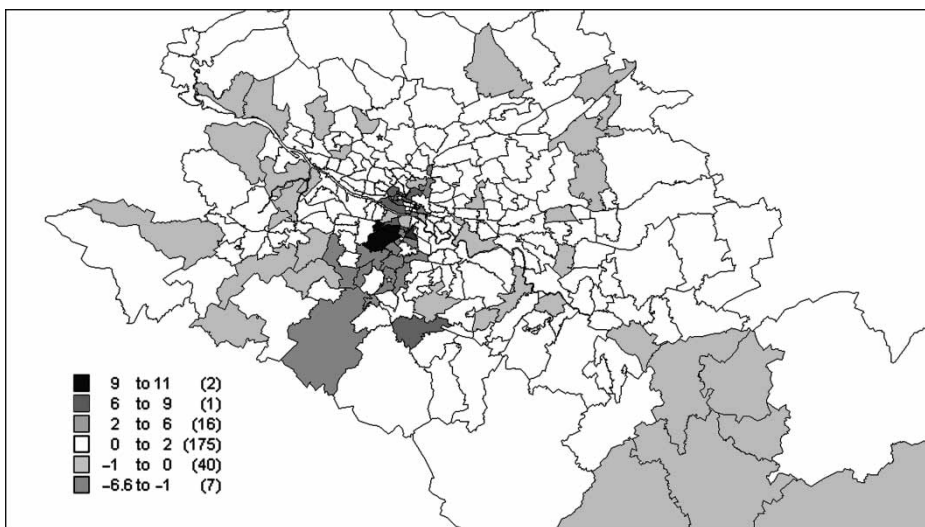 9 to 11 (2)
6 to 9 (1)
2 to 6 (16)
0 to 2 (175)
−1 to 0 (40)
−6.6 to −1 (7)